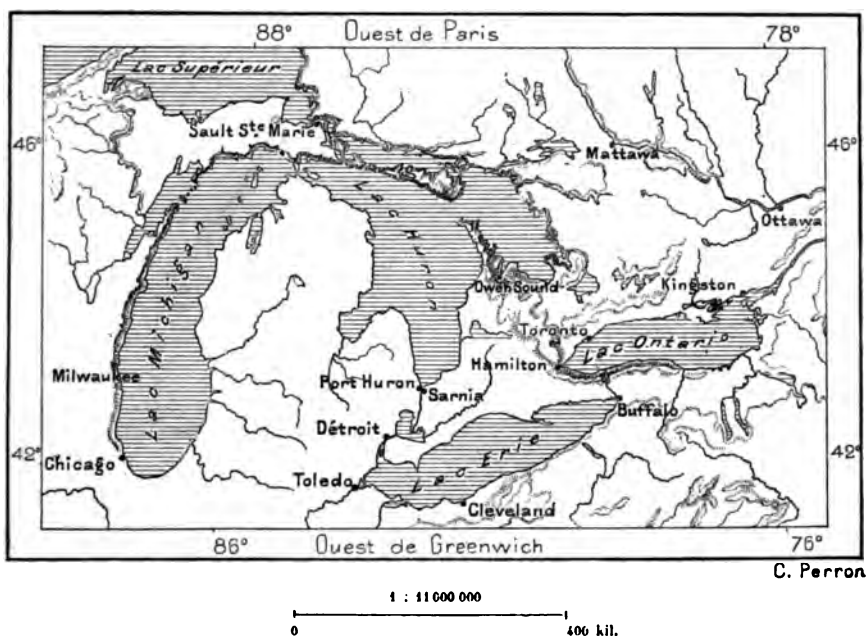 Ouest de Paris
88°
78°
Lac Supérieur
Sault Ste Marie
46°
46°
Mattawa
Ottawa
Lac Huron
Lac Michigan
Owen Sound
Kingston
Toronto
Lac Ontario
Hamilton
Milwaukee
Port Huron
Sarnia
Buffalo
Détroit
42°
42°
Lac Erie
Chicago
Toledo
Cleveland
86°
Ouest de Greenwich
76°
C. Perron
1 : 11 000 000
0
400 kil.